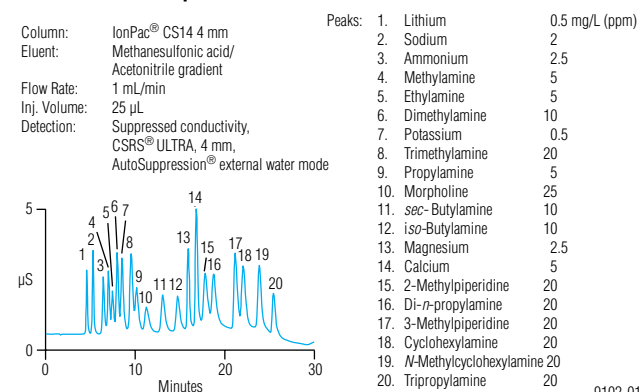 Column: IonPac® CS14 4 mm
Eluent: Methanesulfonic acid/
Acetonitrile gradient
Flow Rate: 1 mL/min
Inj. Volume: 25 µL
Detection: Suppressed conductivity,
CSRS® ULTRA, 4 mm,
AutoSuppression® external water mode
Peaks: 1. Lithium 0.5 mg/L (ppm)
2. Sodium 2
3. Ammonium 2.5
4. Methylamine 5
5. Ethylamine 5
6. Dimethylamine 10
7. Potassium 0.5
8. Trimethylamine 20
9. Propylamine 5
10. Morpholine 25
11. sec- Butylamine 10
12. iso-Butylamine 10
13. Magnesium 2.5
14. Calcium 5
15. 2-Methylpiperidine 20
16. Di-n-propylamine 20
17. 3-Methylpiperidine 20
18. Cyclohexylamine 20
19. N-Methylcyclohexylamine 20
20. Tripropylamine 20
5
µS
0
1
2
3
4
5
6
7
8
9
10
11
12
13
14
15
16
17
18
19
20
0 10 20 30
Minutes